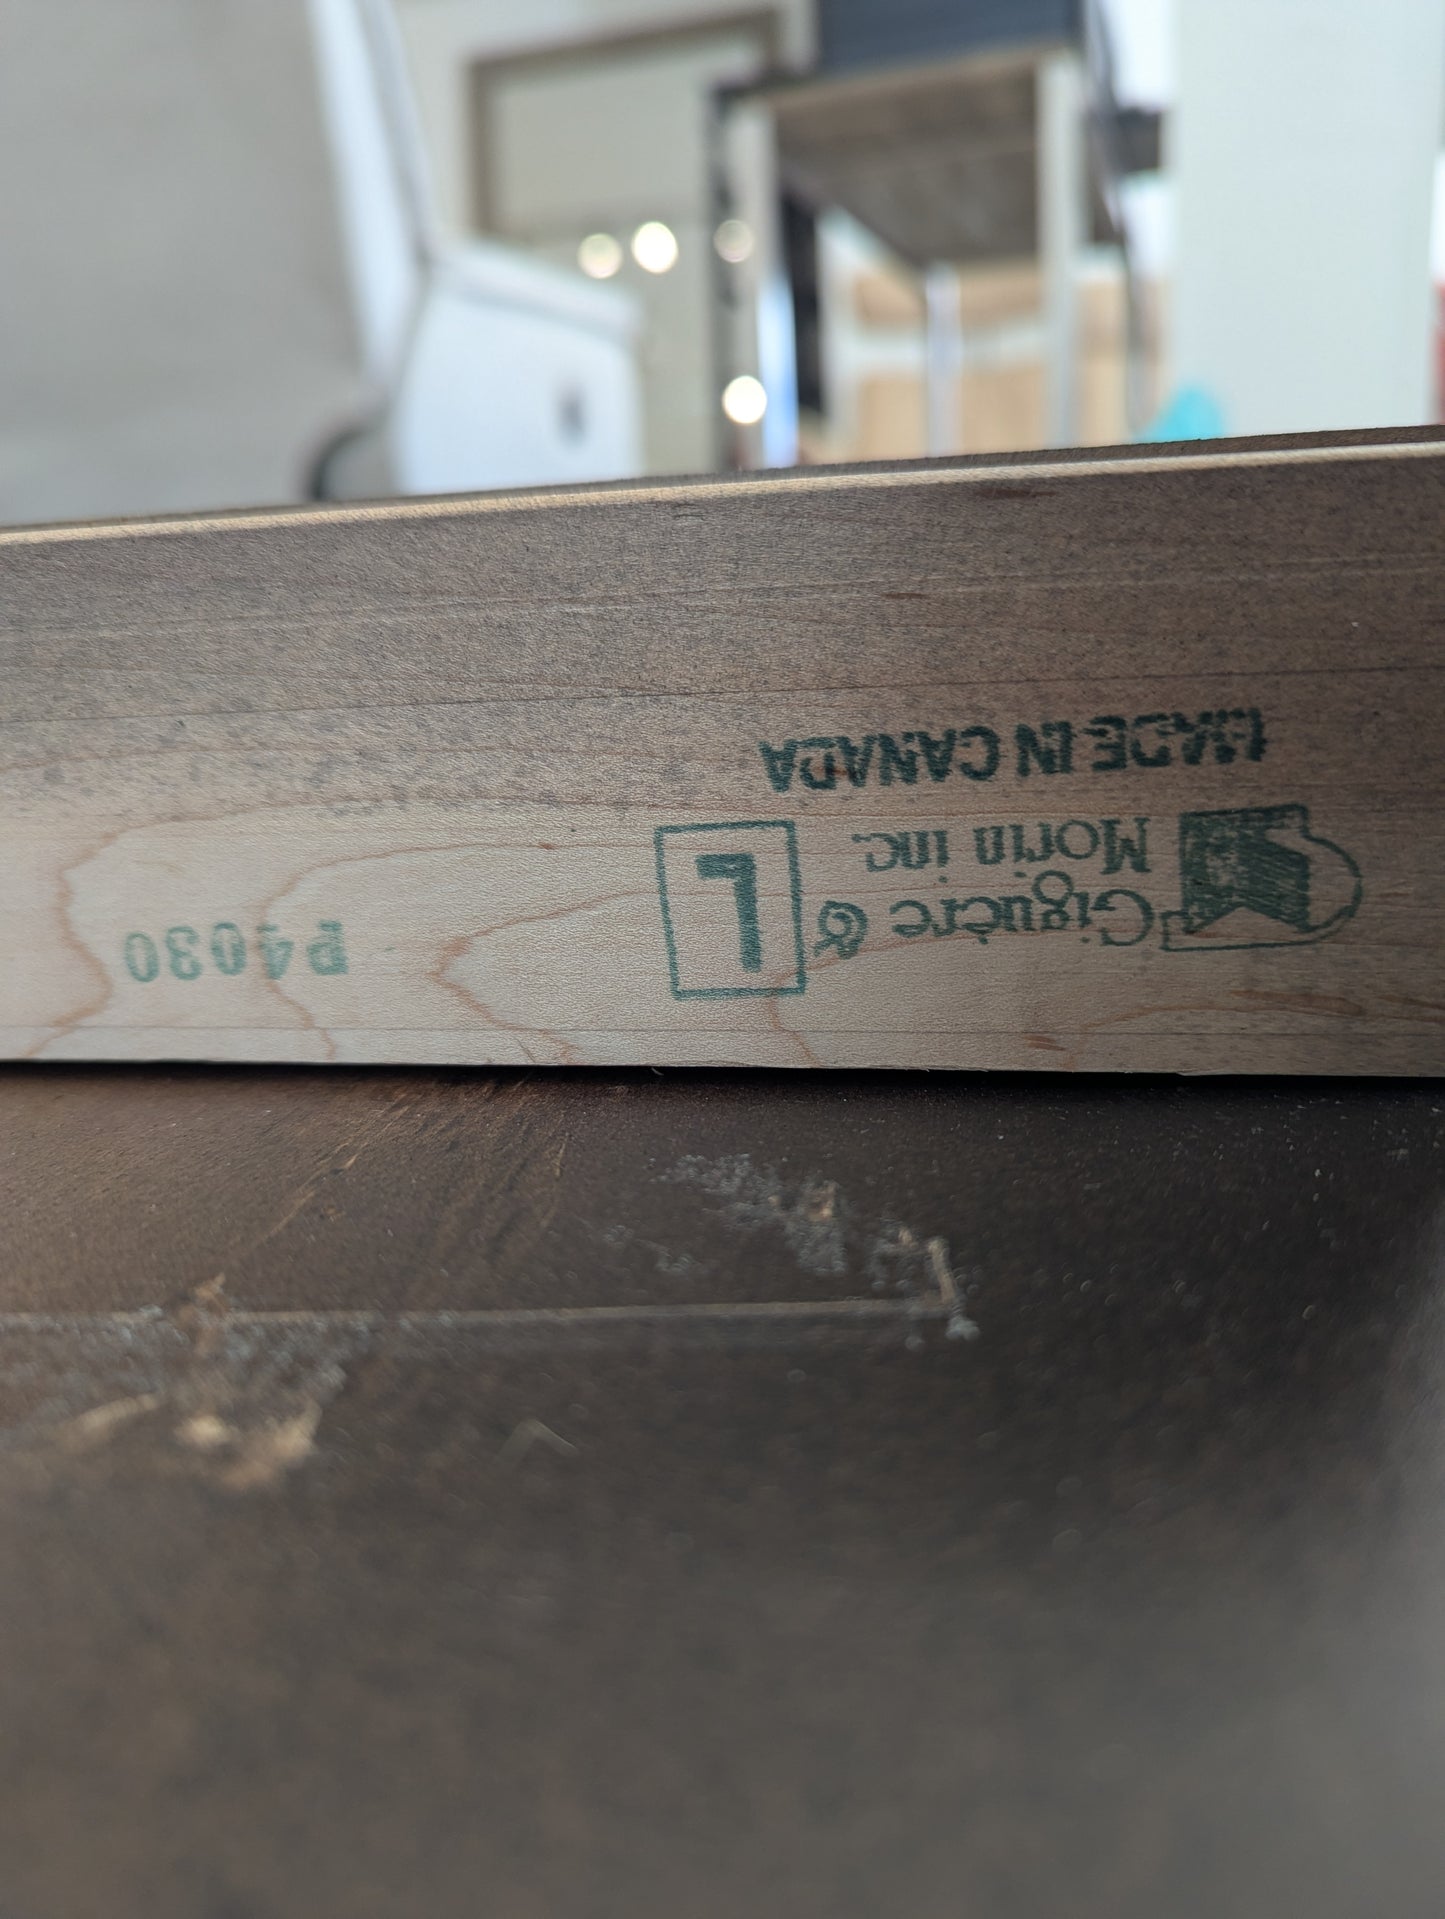 Giguère &
Morin inc.
MADE IN CANADA
L
P4030